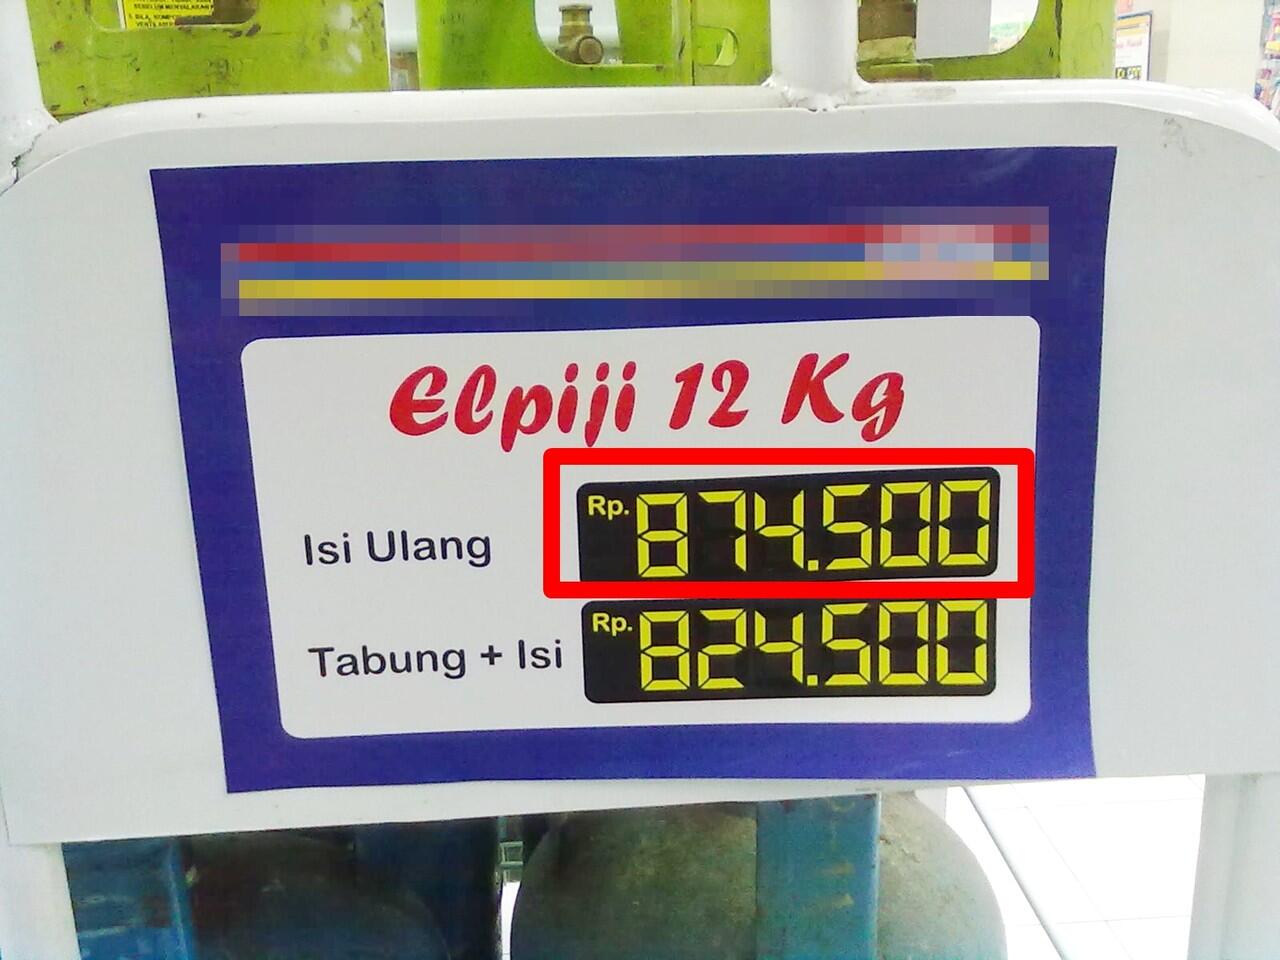 Elpiji 12 Kg
Isi Ulang Rp. 874.500
Tabung + Isi Rp. 824.500